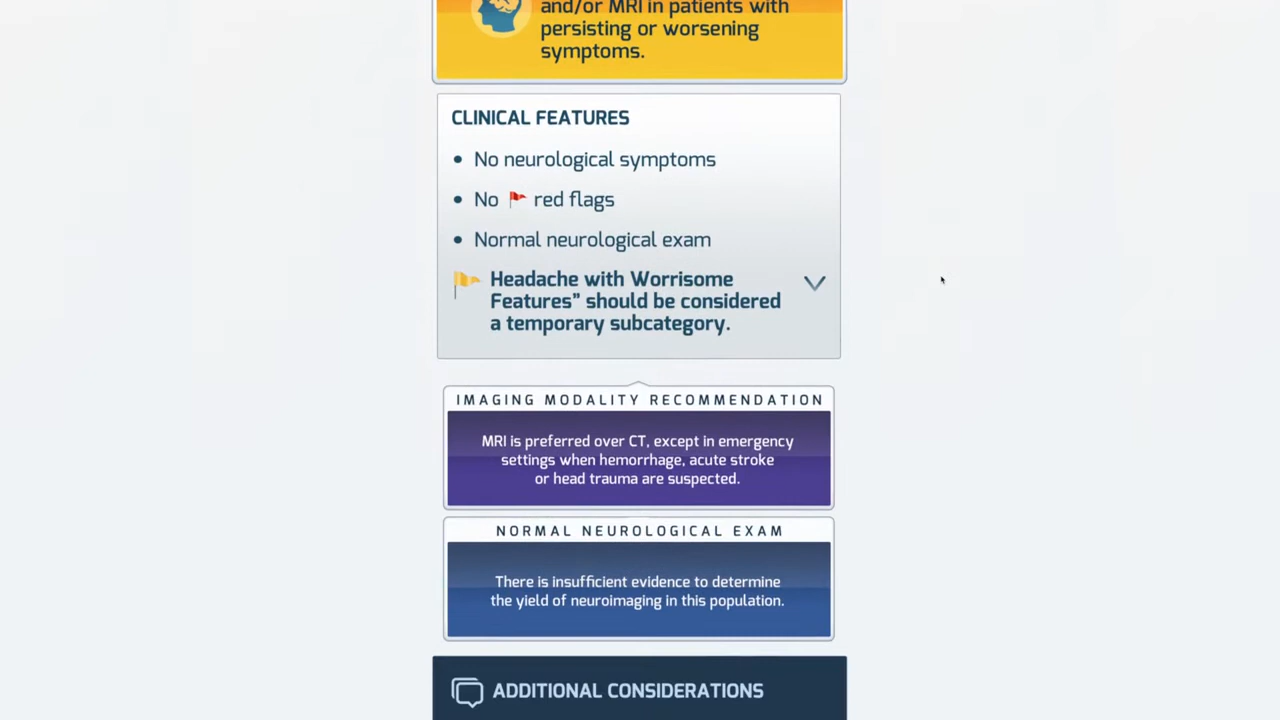 and/or MRI in patients with
persisting or worsening
symptoms.
CLINICAL FEATURES
• No neurological symptoms
• No red flags
• Normal neurological exam
Headache with Worrisome
Features” should be considered
a temporary subcategory.
IMAGING MODALITY RECOMMENDATION
MRI is preferred over CT, except in emergency
settings when hemorrhage, acute stroke
or head trauma are suspected.
NORMAL NEUROLOGICAL EXAM
There is insufficient evidence to determine
the yield of neuroimaging in this population.
ADDITIONAL CONSIDERATIONS